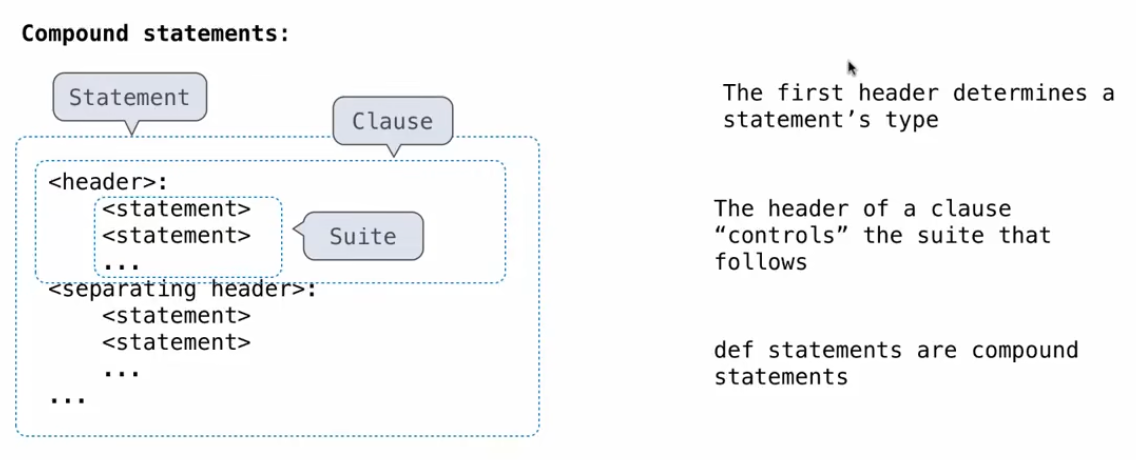 Compound statements:
Statement
Clause
<header>:
<statement>
<statement>
...
Suite
<separating header>:
<statement>
<statement>
...
...
The first header determines a
statement’s type
The header of a clause
“controls” the suite that
follows
def statements are compound
statements